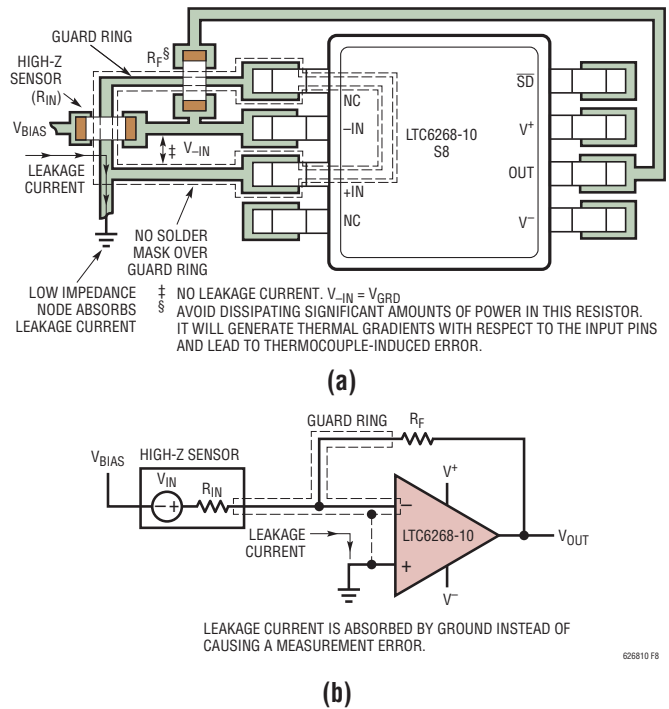 GUARD RING
HIGH-Z
SENSOR
(RIN)
RF§
VBIAS
LEAKAGE
CURRENT
‡
V–IN
NC
–IN
+IN
NC
LTC6268-10
S8
SD
V+
OUT
V–
NO SOLDER
MASK OVER
GUARD RING
LOW IMPEDANCE
NODE ABSORBS
LEAKAGE CURRENT
‡ NO LEAKAGE CURRENT. V–IN = VGRD
§ AVOID DISSIPATING SIGNIFICANT AMOUNTS OF POWER IN THIS RESISTOR.
IT WILL GENERATE THERMAL GRADIENTS WITH RESPECT TO THE INPUT PINS
AND LEAD TO THERMOCOUPLE-INDUCED ERROR.
(a)
GUARD RING
RF
HIGH-Z SENSOR
VBIAS
VIN
RIN
– +
V+
–
LTC6268-10
VOUT
LEAKAGE
CURRENT
+
V–
LEAKAGE CURRENT IS ABSORBED BY GROUND INSTEAD OF
CAUSING A MEASUREMENT ERROR.
626810 F8
(b)